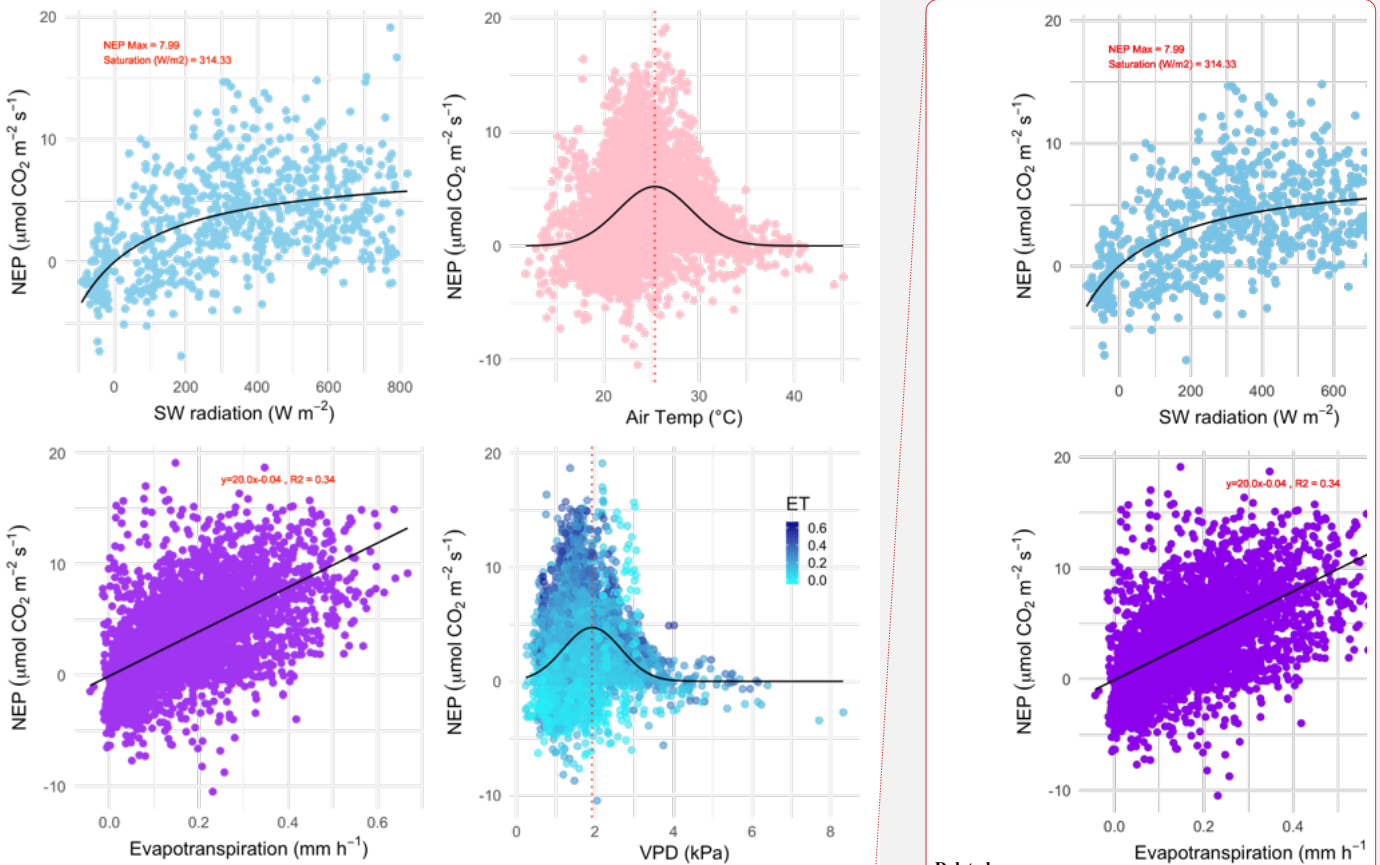 20
10
0
NEP (μmol CO2 m−2 s−1)
NEP Max = 7.99
Saturation (W/m2) = 314.33
0 200 400 600 800
SW radiation (W m−2)
20
10
0
-10
NEP (μmol CO2 m−2 s−1)
20 30 40
Air Temp (°C)
20
10
0
-10
NEP (μmol CO2 m−2 s−1)
y=20.0x-0.04 , R2 = 0.34
0.0 0.2 0.4 0.6
Evapotranspiration (mm h−1)
20
10
0
-10
NEP (μmol CO2 m−2 s−1)
ET
0.6
0.4
0.2
0.0
0 2 4 6 8
VPD (kPa)
20
10
0
NEP (μmol CO2 m−2 s−1)
NEP Max = 7.99
Saturation (W/m2) = 314.33
0 200 400 600
SW radiation (W m−2)
20
10
0
-10
NEP (μmol CO2 m−2 s−1)
y=20.0x-0.04 , R2 = 0.34
0.0 0.2 0.4
Evapotranspiration (mm h−1